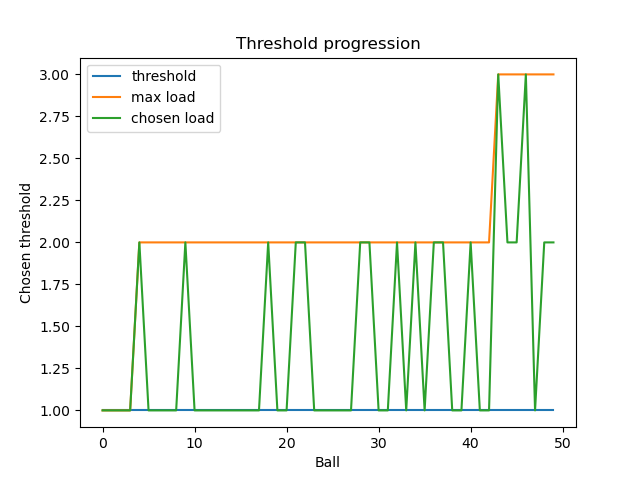 Threshold progression
threshold
max load
chosen load
3.00
2.75
2.50
2.25
2.00
1.75
1.50
1.25
1.00
Chosen threshold
0 10 20 30 40 50
Ball